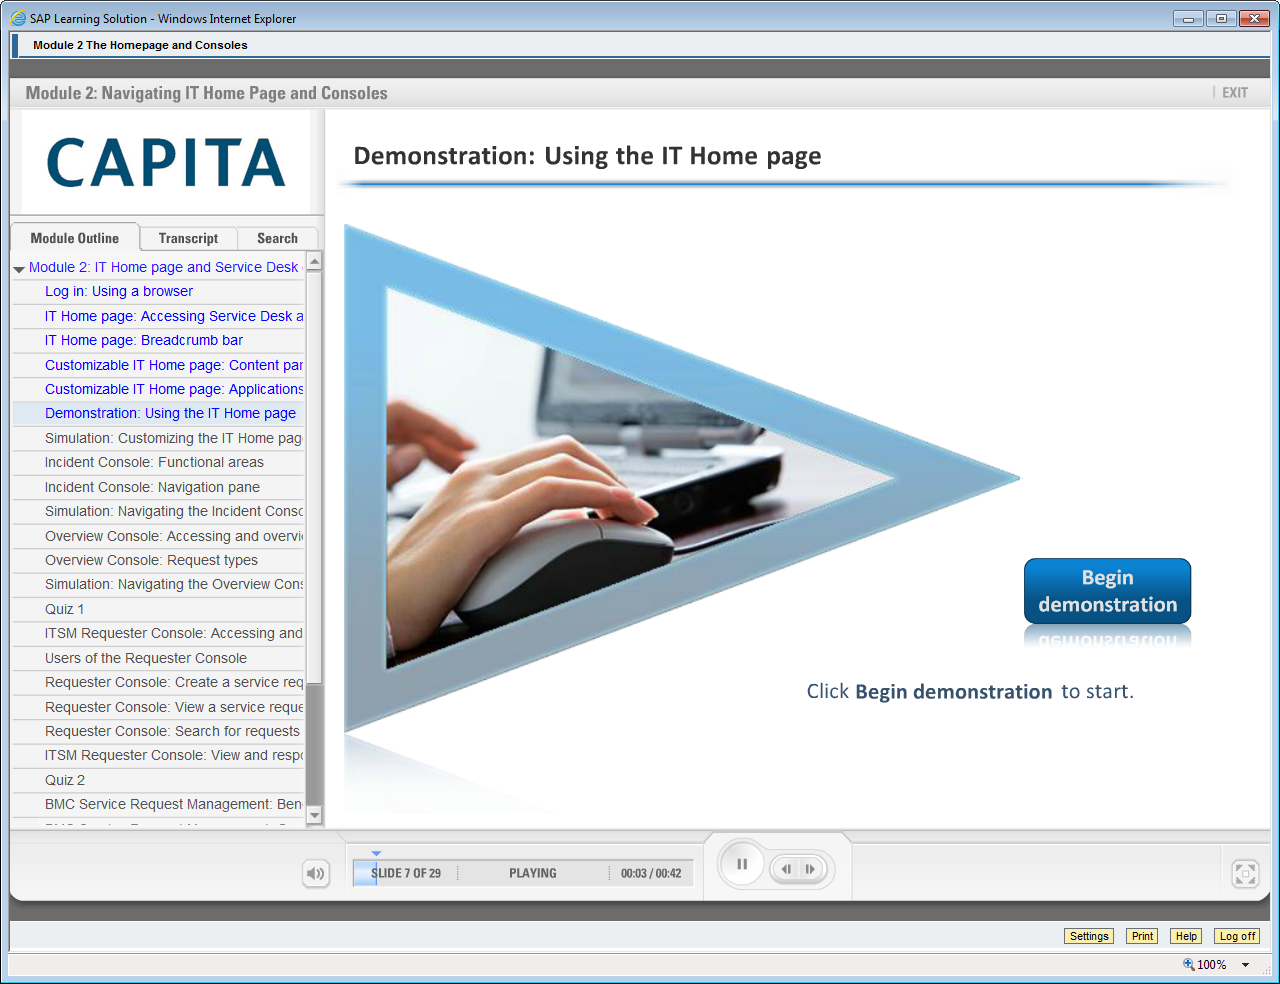 SAP Learning Solution - Windows Internet Explorer
Module 2 The Homepage and Consoles
Module 2: Navigating IT Home Page and Consoles
EXIT
CAPITA
Demonstration: Using the IT Home page
Module Outline
Transcript
Search
Module 2: IT Home page and Service Desk
Log in: Using a browser
IT Home page: Accessing Service Desk a
IT Home page: Breadcrumb bar
Customizable IT Home page: Content par
Customizable IT Home page: Applications
Demonstration: Using the IT Home page
Simulation: Customizing the IT Home pag
Incident Console: Functional areas
Incident Console: Navigation pane
Simulation: Navigating the Incident Consc
Overview Console: Accessing and overvi
Overview Console: Request types
Simulation: Navigating the Overview Cons
Quiz 1
ITSM Requester Console: Accessing and
Users of the Requester Console
Requester Console: Create a service req
Requester Console: View a service reque
Requester Console: Search for requests
ITSM Requester Console: View and respo
Quiz 2
BMC Service Request Management: Ben
Begin
demonstration
Click Begin demonstration to start.
SLIDE 7 OF 29
PLAYING
00:03 / 00:42
Settings
Print
Help
Log off
100%